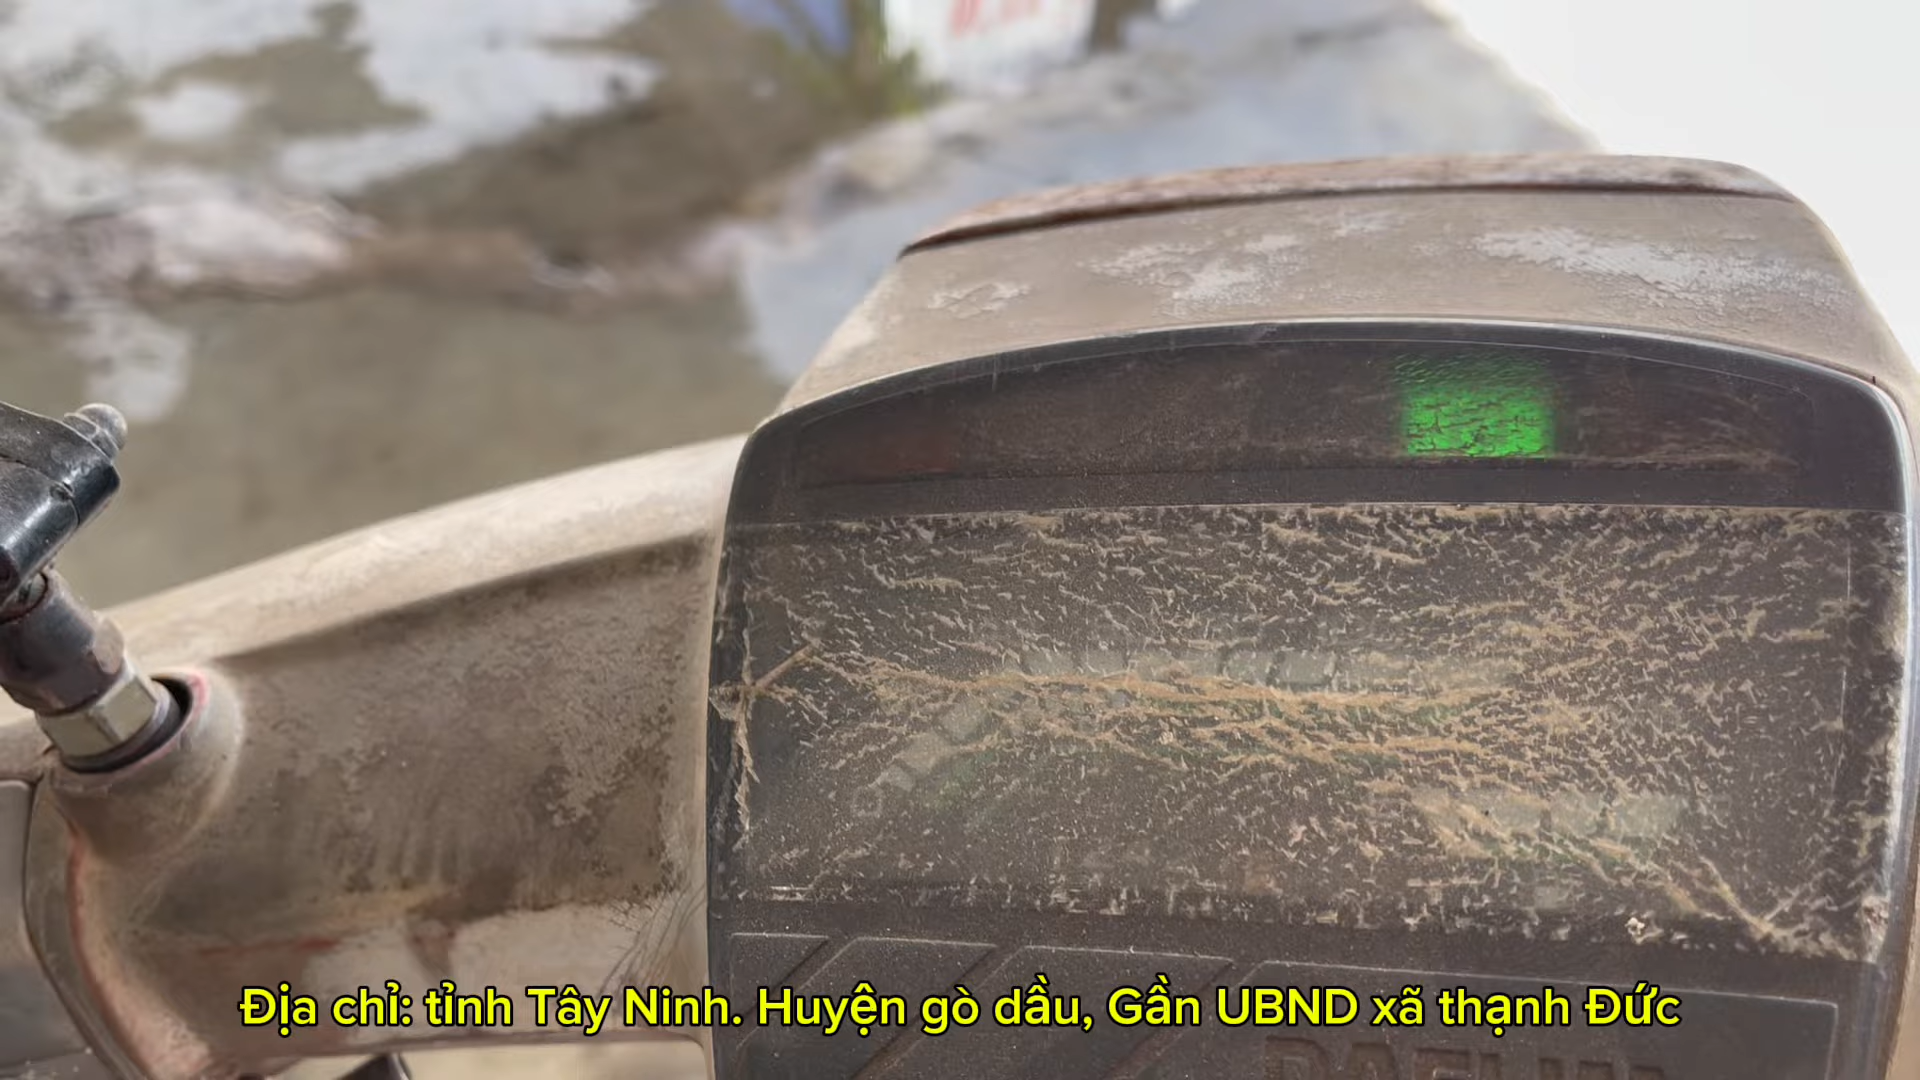 Địa chỉ: tỉnh Tây Ninh. Huyện gò dầu, Gần UBND xã thạnh Đức